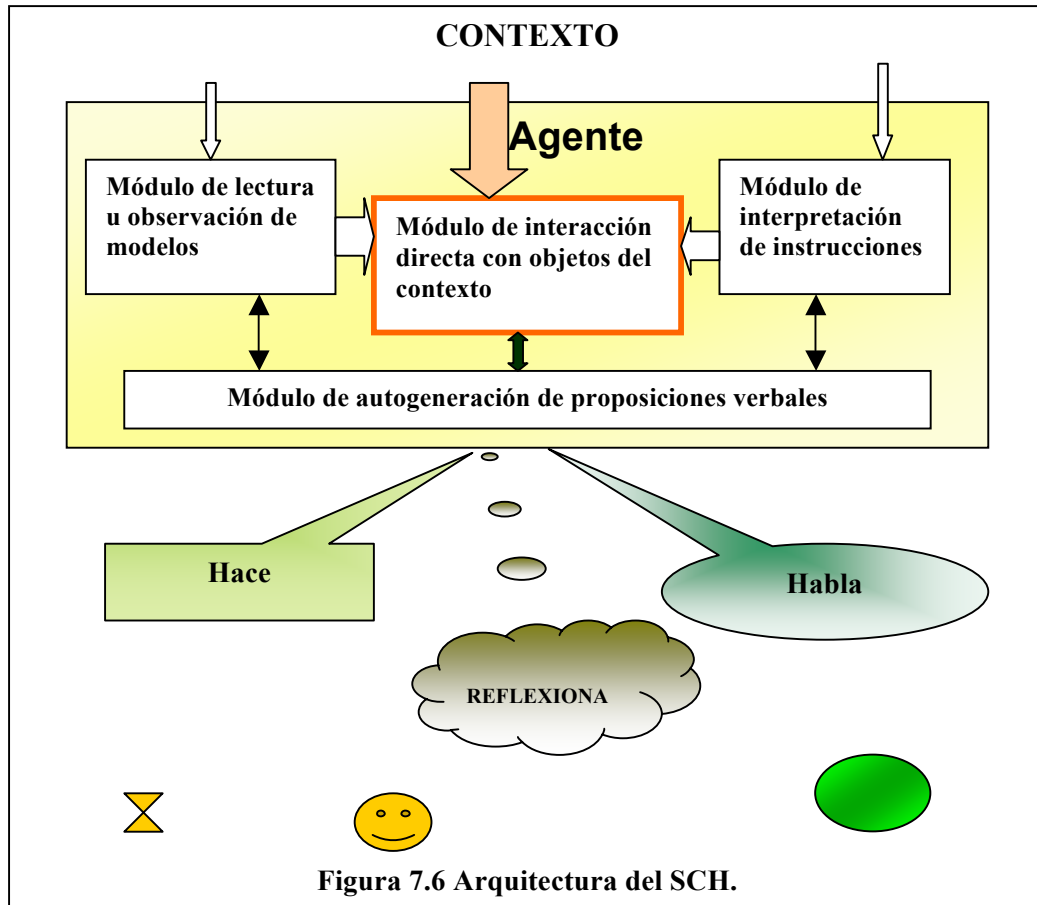 CONTEXTO
Agente
Módulo de lectura
u observación de
modelos
Módulo de interacción
directa con objetos del
contexto
Módulo de
interpretación
de instrucciones
Módulo de autogeneración de proposiciones verbales
Hace
Habla
REFLEXIONA
Figura 7.6 Arquitectura del SCH.